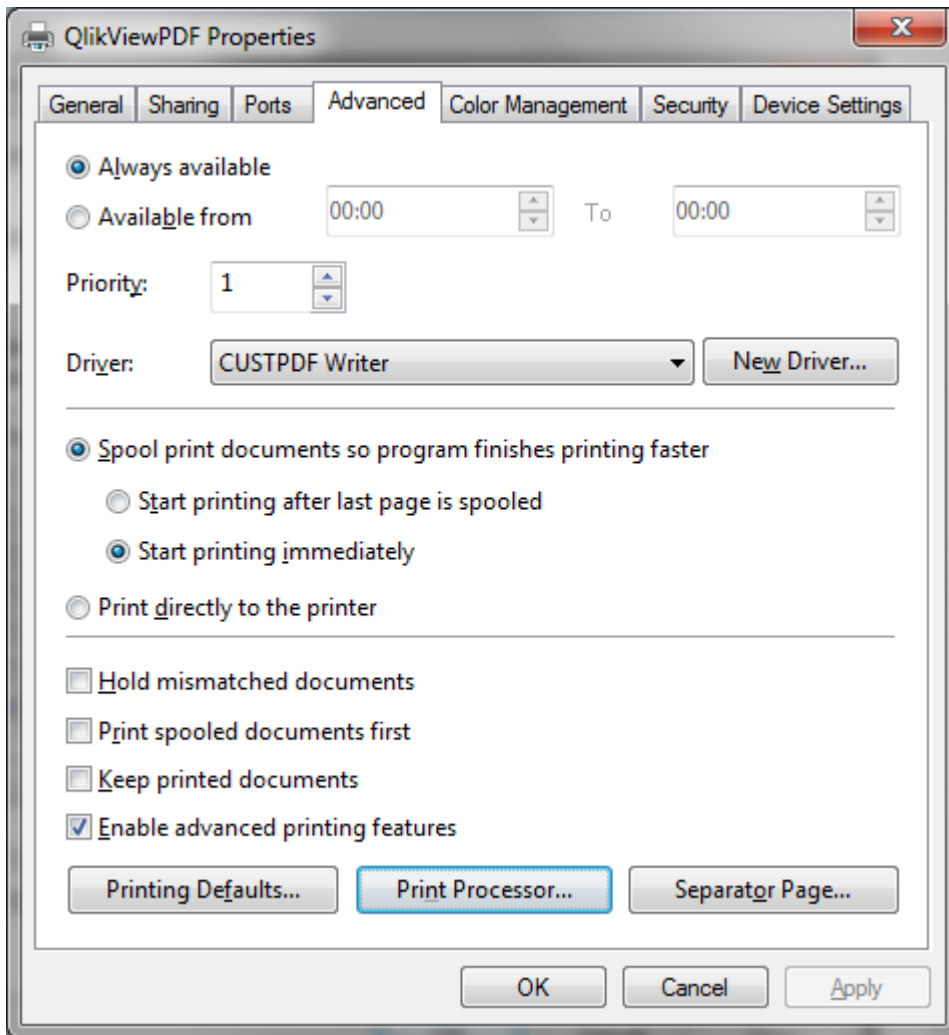 QlikViewPDF Properties
General Sharing Ports Advanced Color Management Security Device Settings
Always available
Available from 00:00 To 00:00
Priority: 1
Driver: CUSTPDF Writer New Driver...
Spool print documents so program finishes printing faster
Start printing after last page is spooled
Start printing immediately
Print directly to the printer
Hold mismatched documents
Print spooled documents first
Keep printed documents
Enable advanced printing features
Printing Defaults... Print Processor... Separator Page...
OK Cancel Apply